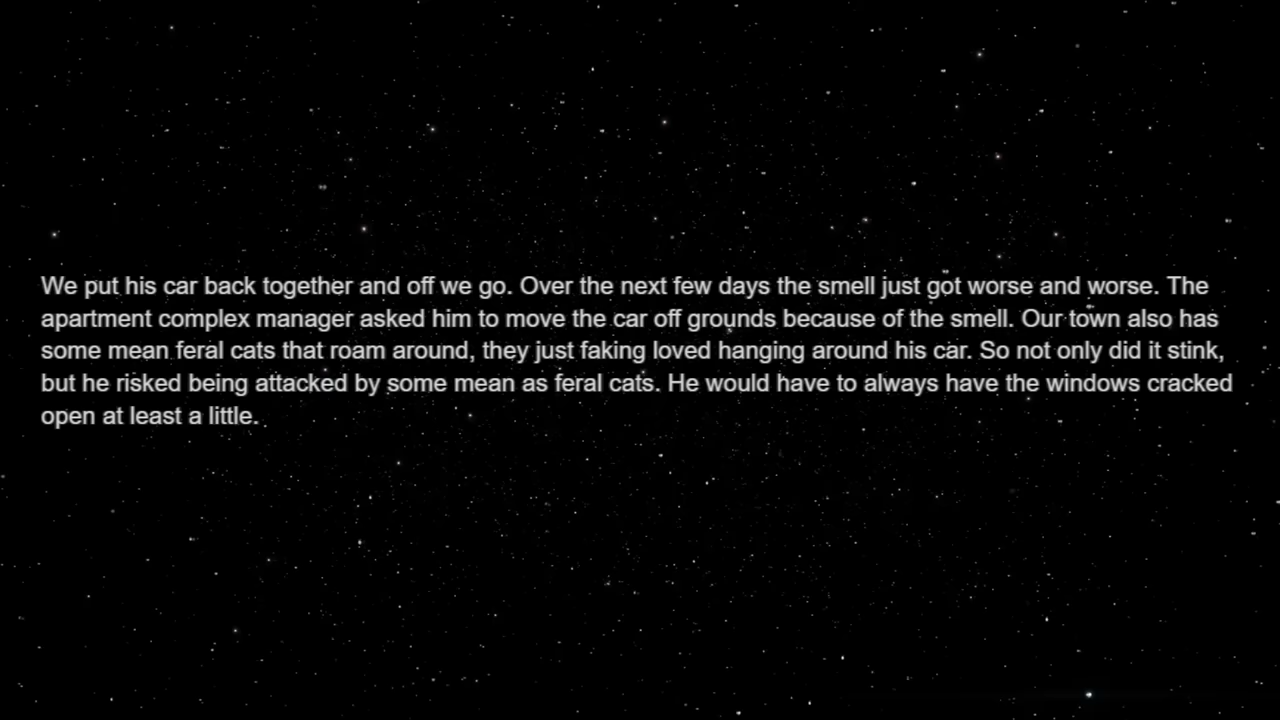 We put his car back together and off we go. Over the next few days the smell just got worse and worse. The
apartment complex manager asked him to move the car off grounds because of the smell. Our town also has
some mean feral cats that roam around, they just faking loved hanging around his car. So not only did it stink,
but he risked being attacked by some mean as feral cats. He would have to always have the windows cracked
open at least a little.